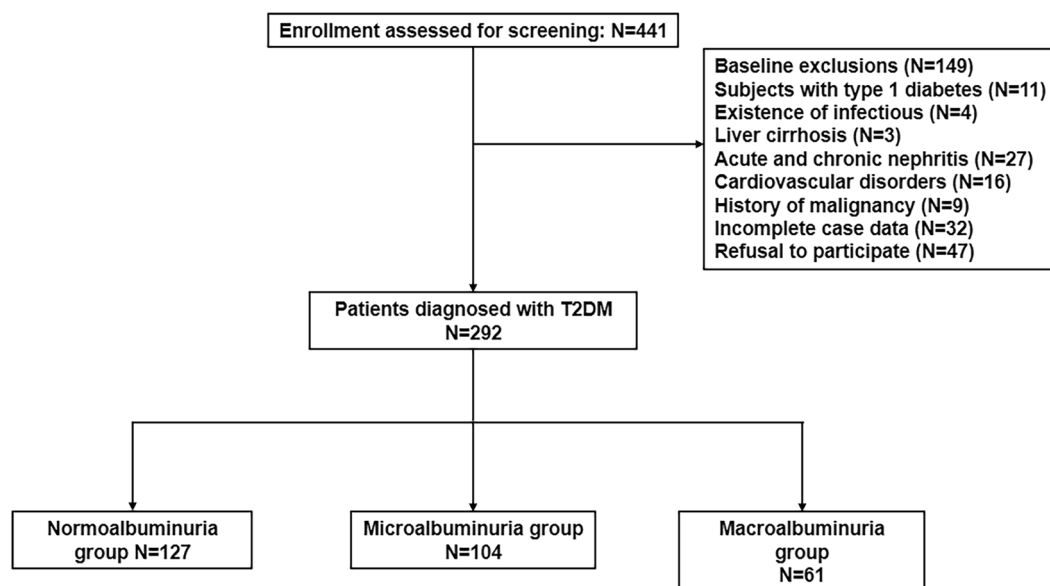 Enrollment assessed for screening: N=441
Baseline exclusions (N=149)
Subjects with type 1 diabetes (N=11)
Existence of infectious (N=4)
Liver cirrhosis (N=3)
Acute and chronic nephritis (N=27)
Cardiovascular disorders (N=16)
History of malignancy (N=9)
Incomplete case data (N=32)
Refusal to participate (N=47)
Patients diagnosed with T2DM
N=292
Normoalbuminuria
group N=127
Microalbuminuria group
N=104
Macroalbuminuria
group
N=61